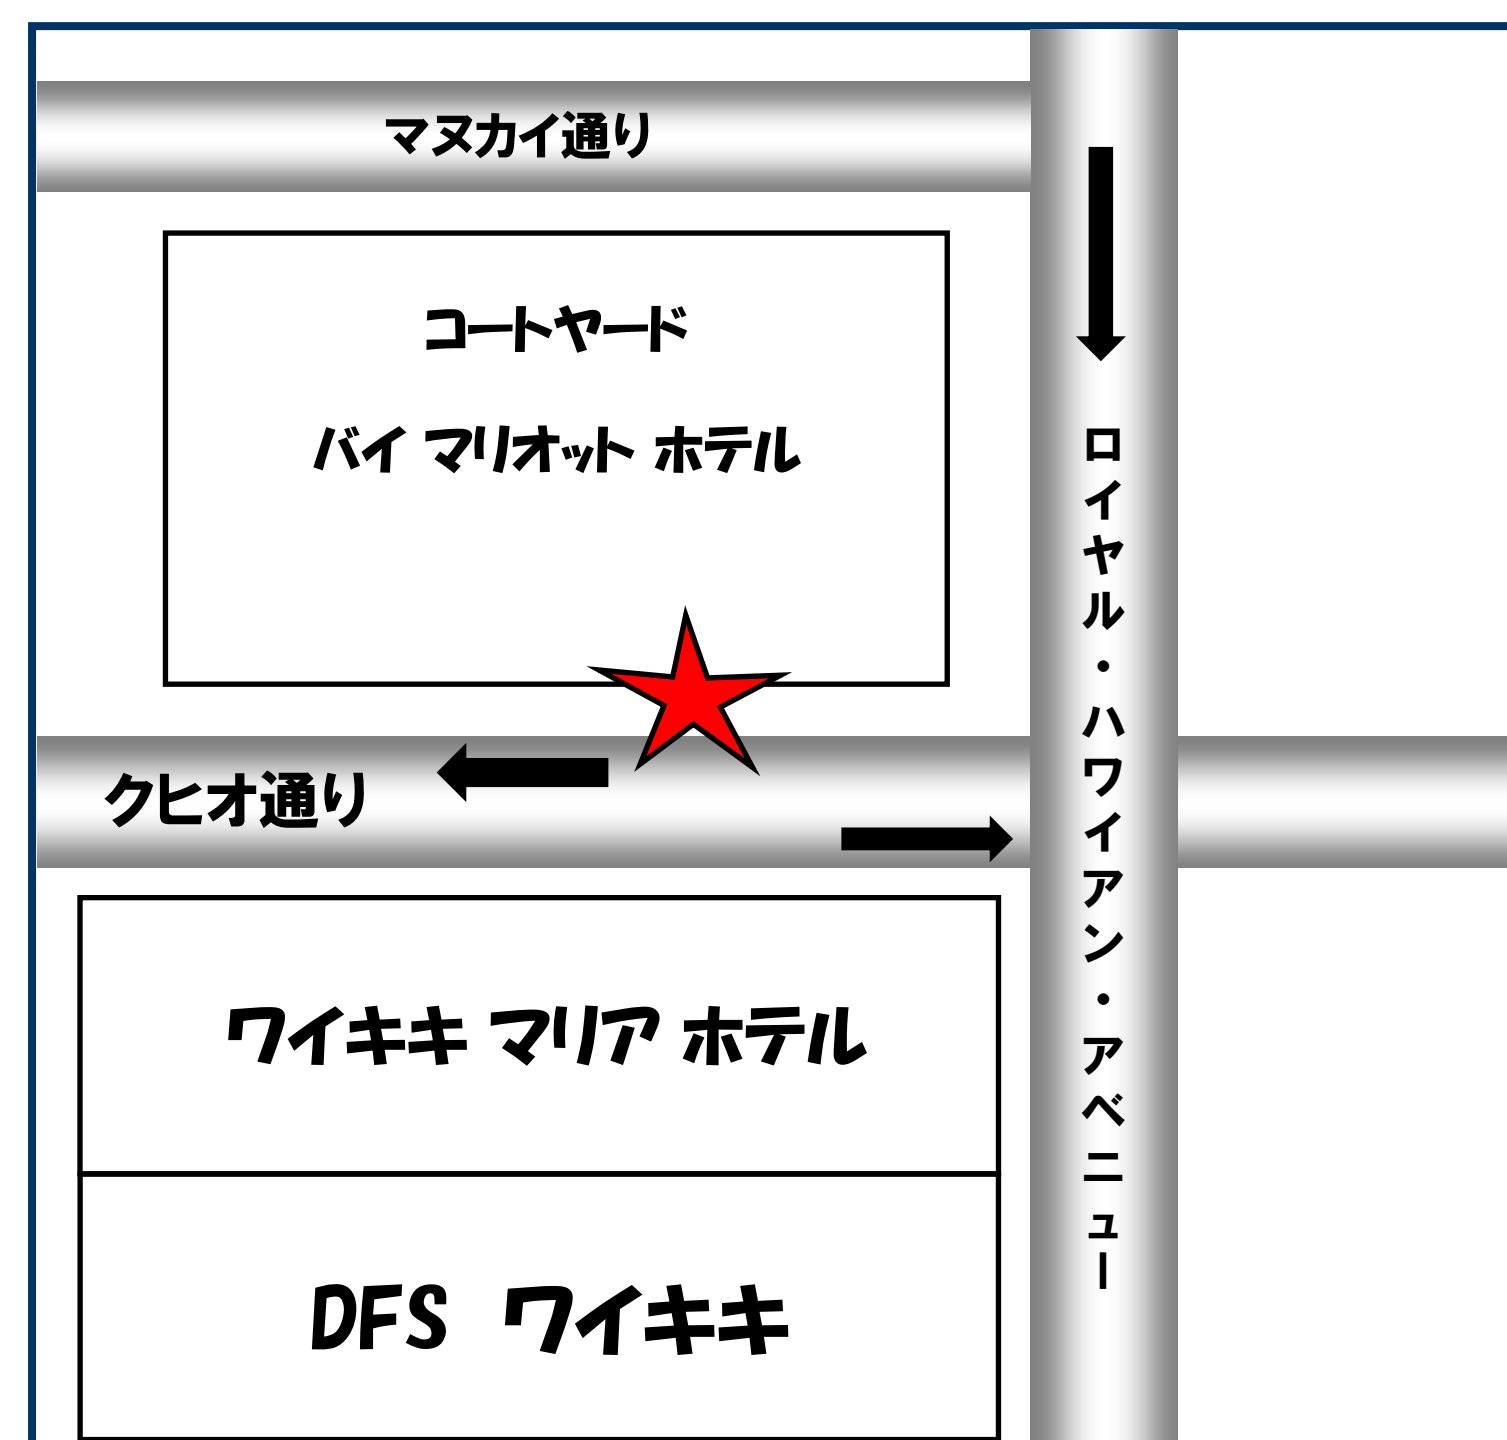 マヌカイ通り
コートヤード
バイ マリオット ホテル
ロイヤル・ハワイアン・アベニュー
クヒオ通り
ワイキキ マリア ホテル
DFS ワイキキ